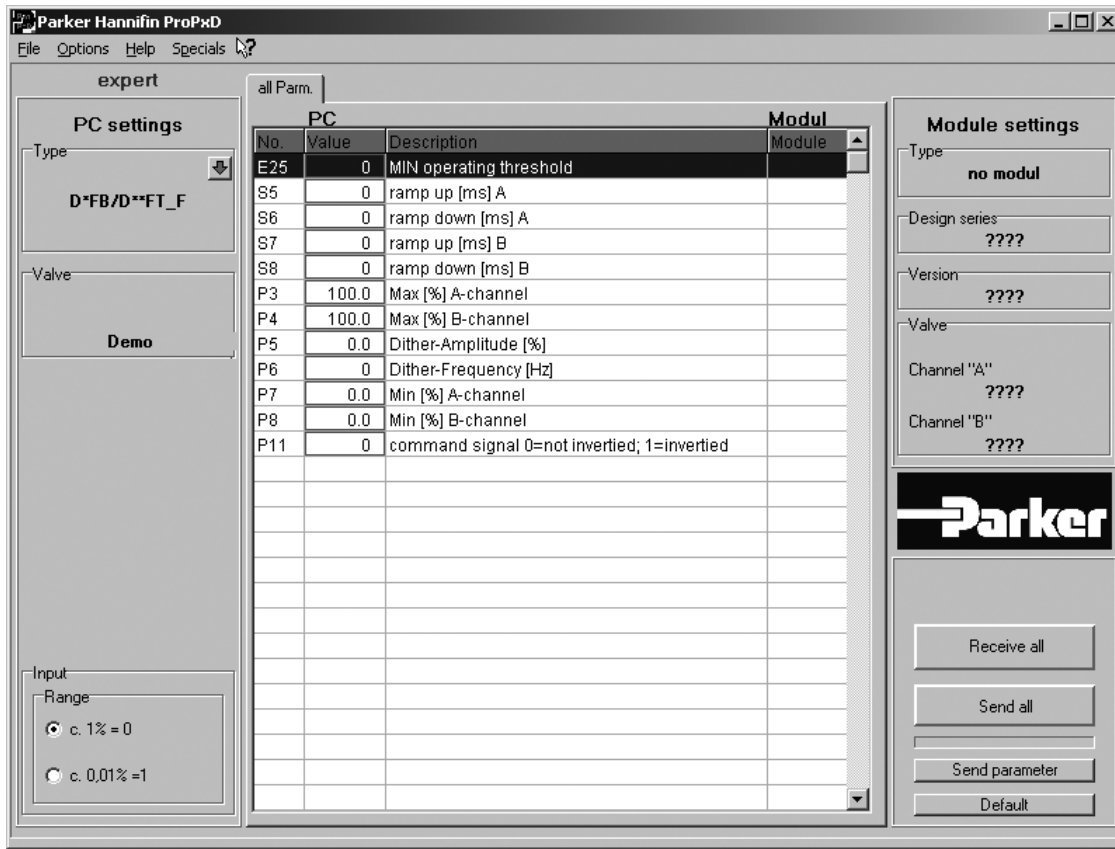 Parker Hannifin ProPxD
File Options Help Specials
expert
PC settings
Type
D*FB/D**FT_F
Valve
Demo
Input
Range
c. 1% = 0
c. 0,01% =1
all Parm.
PC Modul
No. Value Description Module
E25 0 MIN operating threshold
S5 0 ramp up [ms] A
S6 0 ramp down [ms] A
S7 0 ramp up [ms] B
S8 0 ramp down [ms] B
P3 100.0 Max [%] A-channel
P4 100.0 Max [%] B-channel
P5 0.0 Dither-Amplitude [%]
P6 0 Dither-Frequency [Hz]
P7 0.0 Min [%] A-channel
P8 0.0 Min [%] B-channel
P11 0 command signal 0=not invertied; 1=invertied
Module settings
Type
no modul
Design series
????
Version
????
Valve
Channel "A"
????
Channel "B"
????
Parker
Receive all
Send all
Send parameter
Default